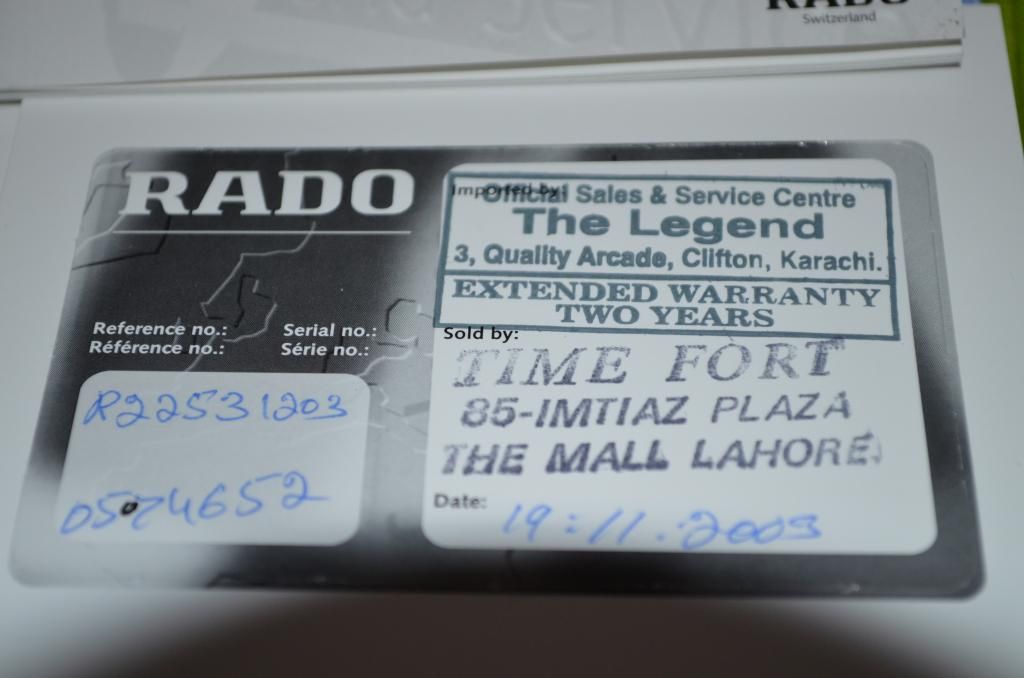 RADO
Switzerland
RADO
Imported by:
Official Sales & Service Centre
The Legend
3, Quality Arcade, Clifton, Karachi.
EXTENDED WARRANTY
TWO YEARS
Reference no.: Serial no.:
Référence no.: Série no.:
R22531203
Sold by:
TIME FORT
85-IMTIAZ PLAZA
THE MALL LAHORE.
Date: 19:11.2009